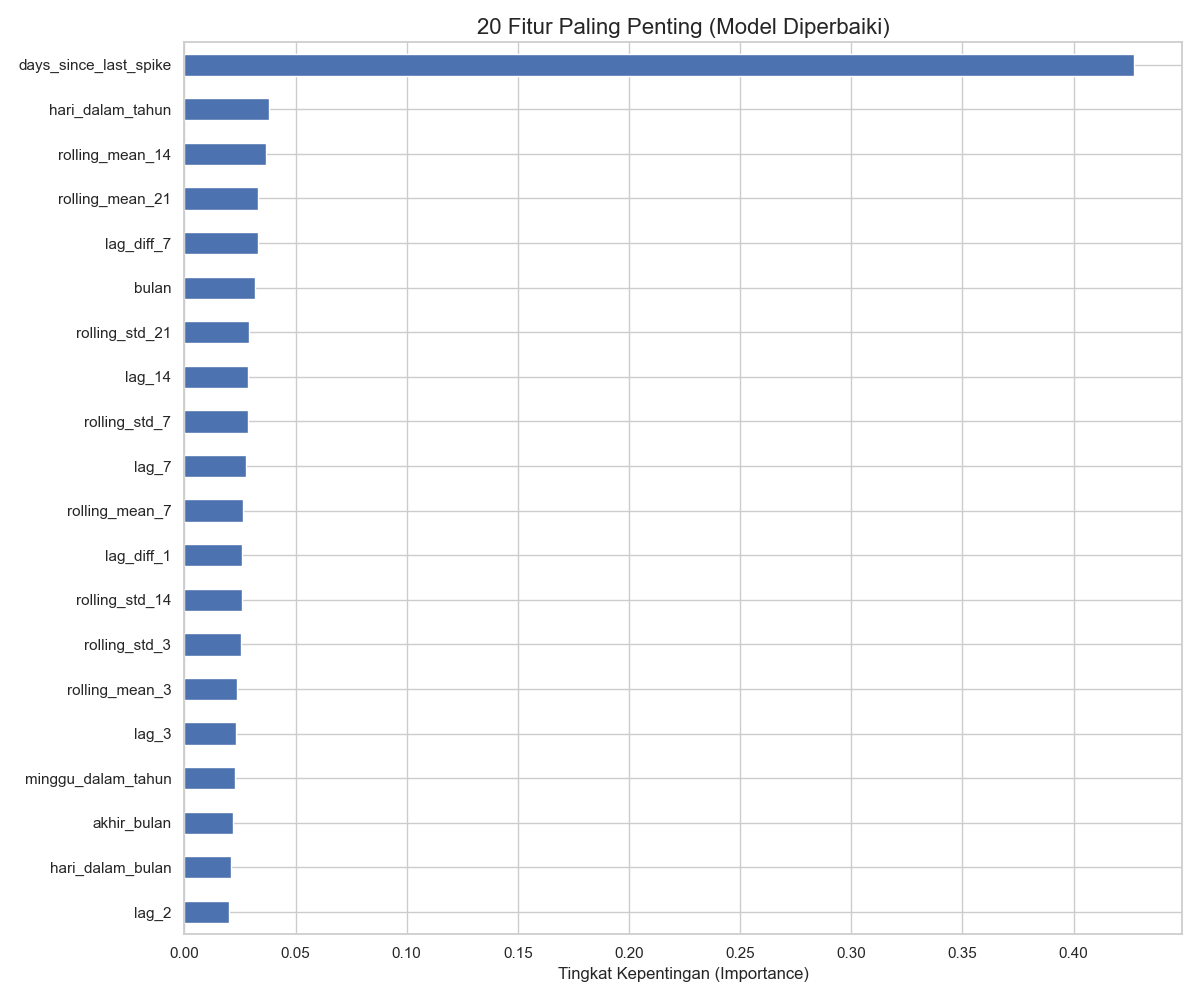 20 Fitur Paling Penting (Model Diperbaiki)
days_since_last_spike
hari_dalam_tahun
rolling_mean_14
rolling_mean_21
lag_diff_7
bulan
rolling_std_21
lag_14
rolling_std_7
lag_7
rolling_mean_7
lag_diff_1
rolling_std_14
rolling_std_3
rolling_mean_3
lag_3
minggu_dalam_tahun
akhir_bulan
hari_dalam_bulan
lag_2
0.00 0.05 0.10 0.15 0.20 0.25 0.30 0.35 0.40
Tingkat Kepentingan (Importance)